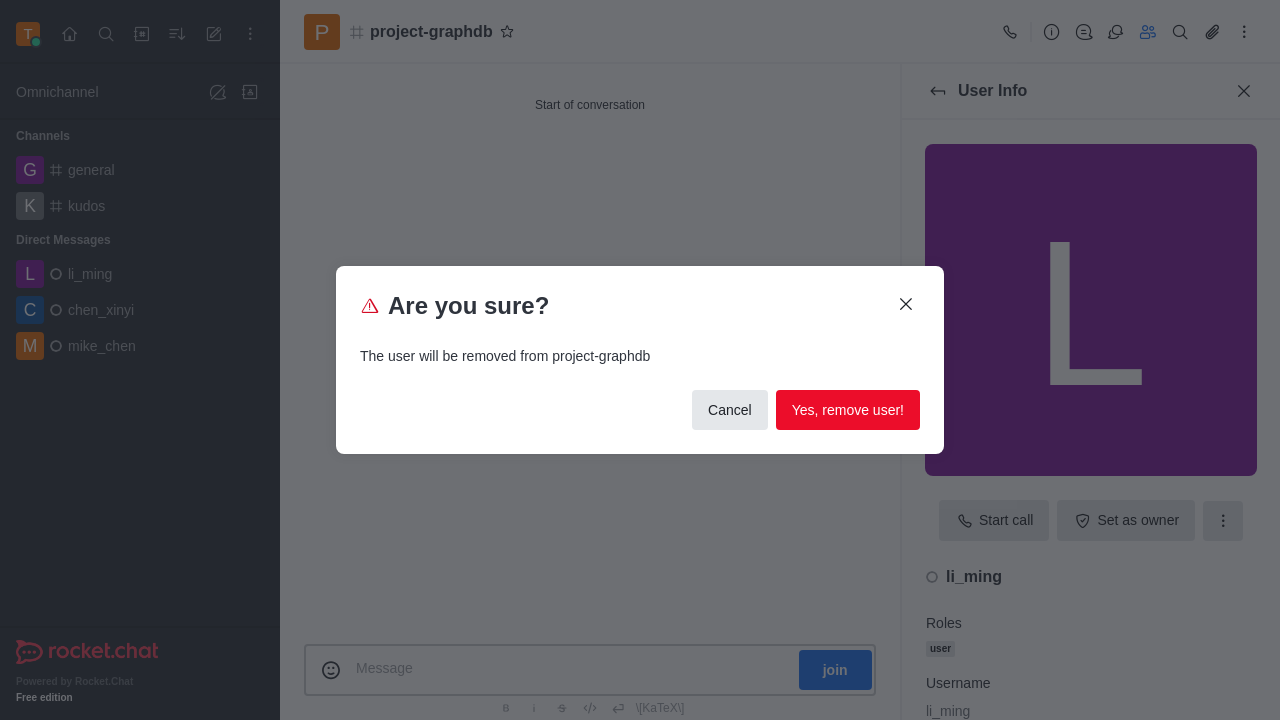 T
Omnichannel
Channels
G general
K kudos
Direct Messages
L li_ming
C chen_xinyi
M mike_chen
rocket.chat
Powered by Rocket.Chat
Free edition
P project-graphdb
Start of conversation
Message
join
B i S \[KaTeX\]
User Info
L
Start call Set as owner
li_ming
Roles
user
Username
li_ming
Are you sure?
The user will be removed from project-graphdb
Cancel Yes, remove user!